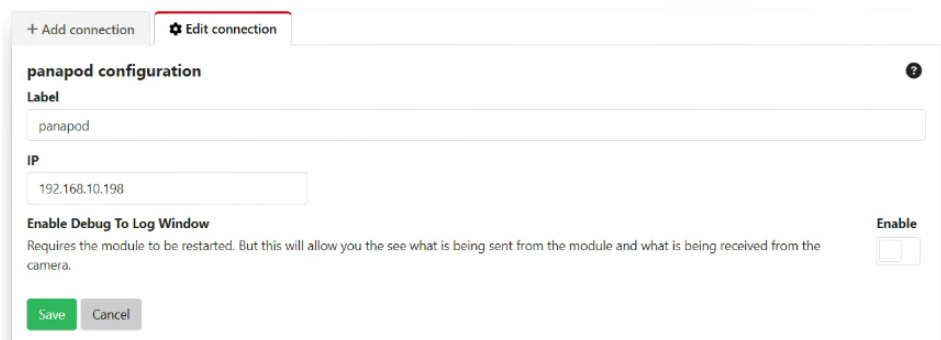 + Add connection
Edit connection
panapod configuration
Label
panapod
IP
192.168.10.198
Enable Debug To Log Window
Enable
Requires the module to be restarted. But this will allow you the see what is being sent from the module and what is being received from the
camera.
Save
Cancel